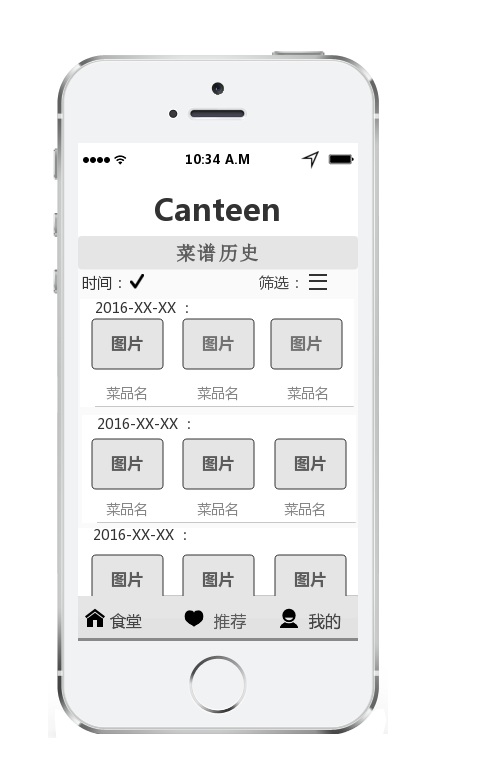 10:34 A.M
Canteen
菜谱历史
时间： 筛选：
2016-XX-XX ：
图片 图片 图片
菜品名 菜品名 菜品名
2016-XX-XX ：
图片 图片 图片
菜品名 菜品名 菜品名
2016-XX-XX ：
图片 图片 图片
食堂 推荐 我的